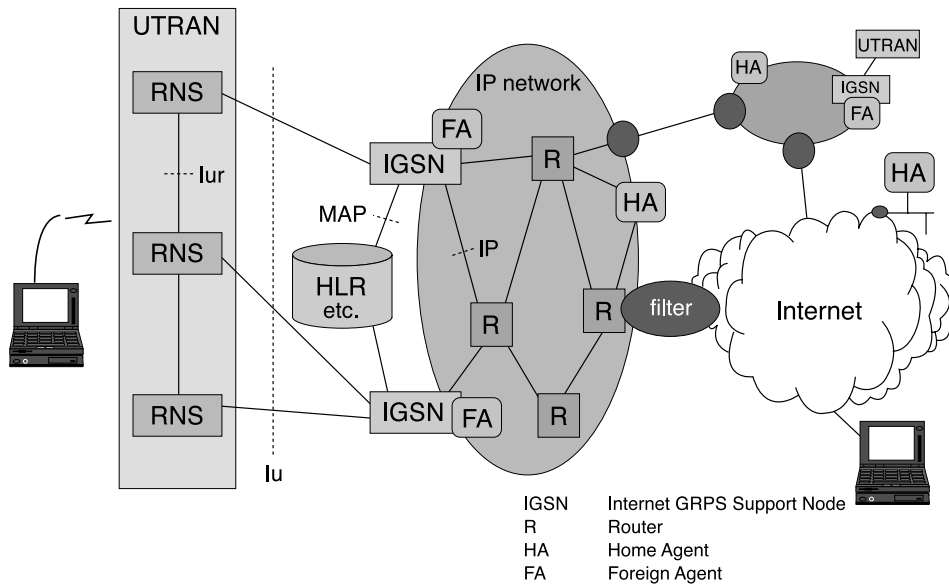 UTRAN
RNS
Iur
RNS
RNS
Iu
MAP
HLR
etc.
IGSN
FA
IP network
R
HA
IP
R
R
R
IGSN
FA
filter
HA
UTRAN
IGSN
FA
HA
Internet
IGSN Internet GRPS Support Node
R Router
HA Home Agent
FA Foreign Agent